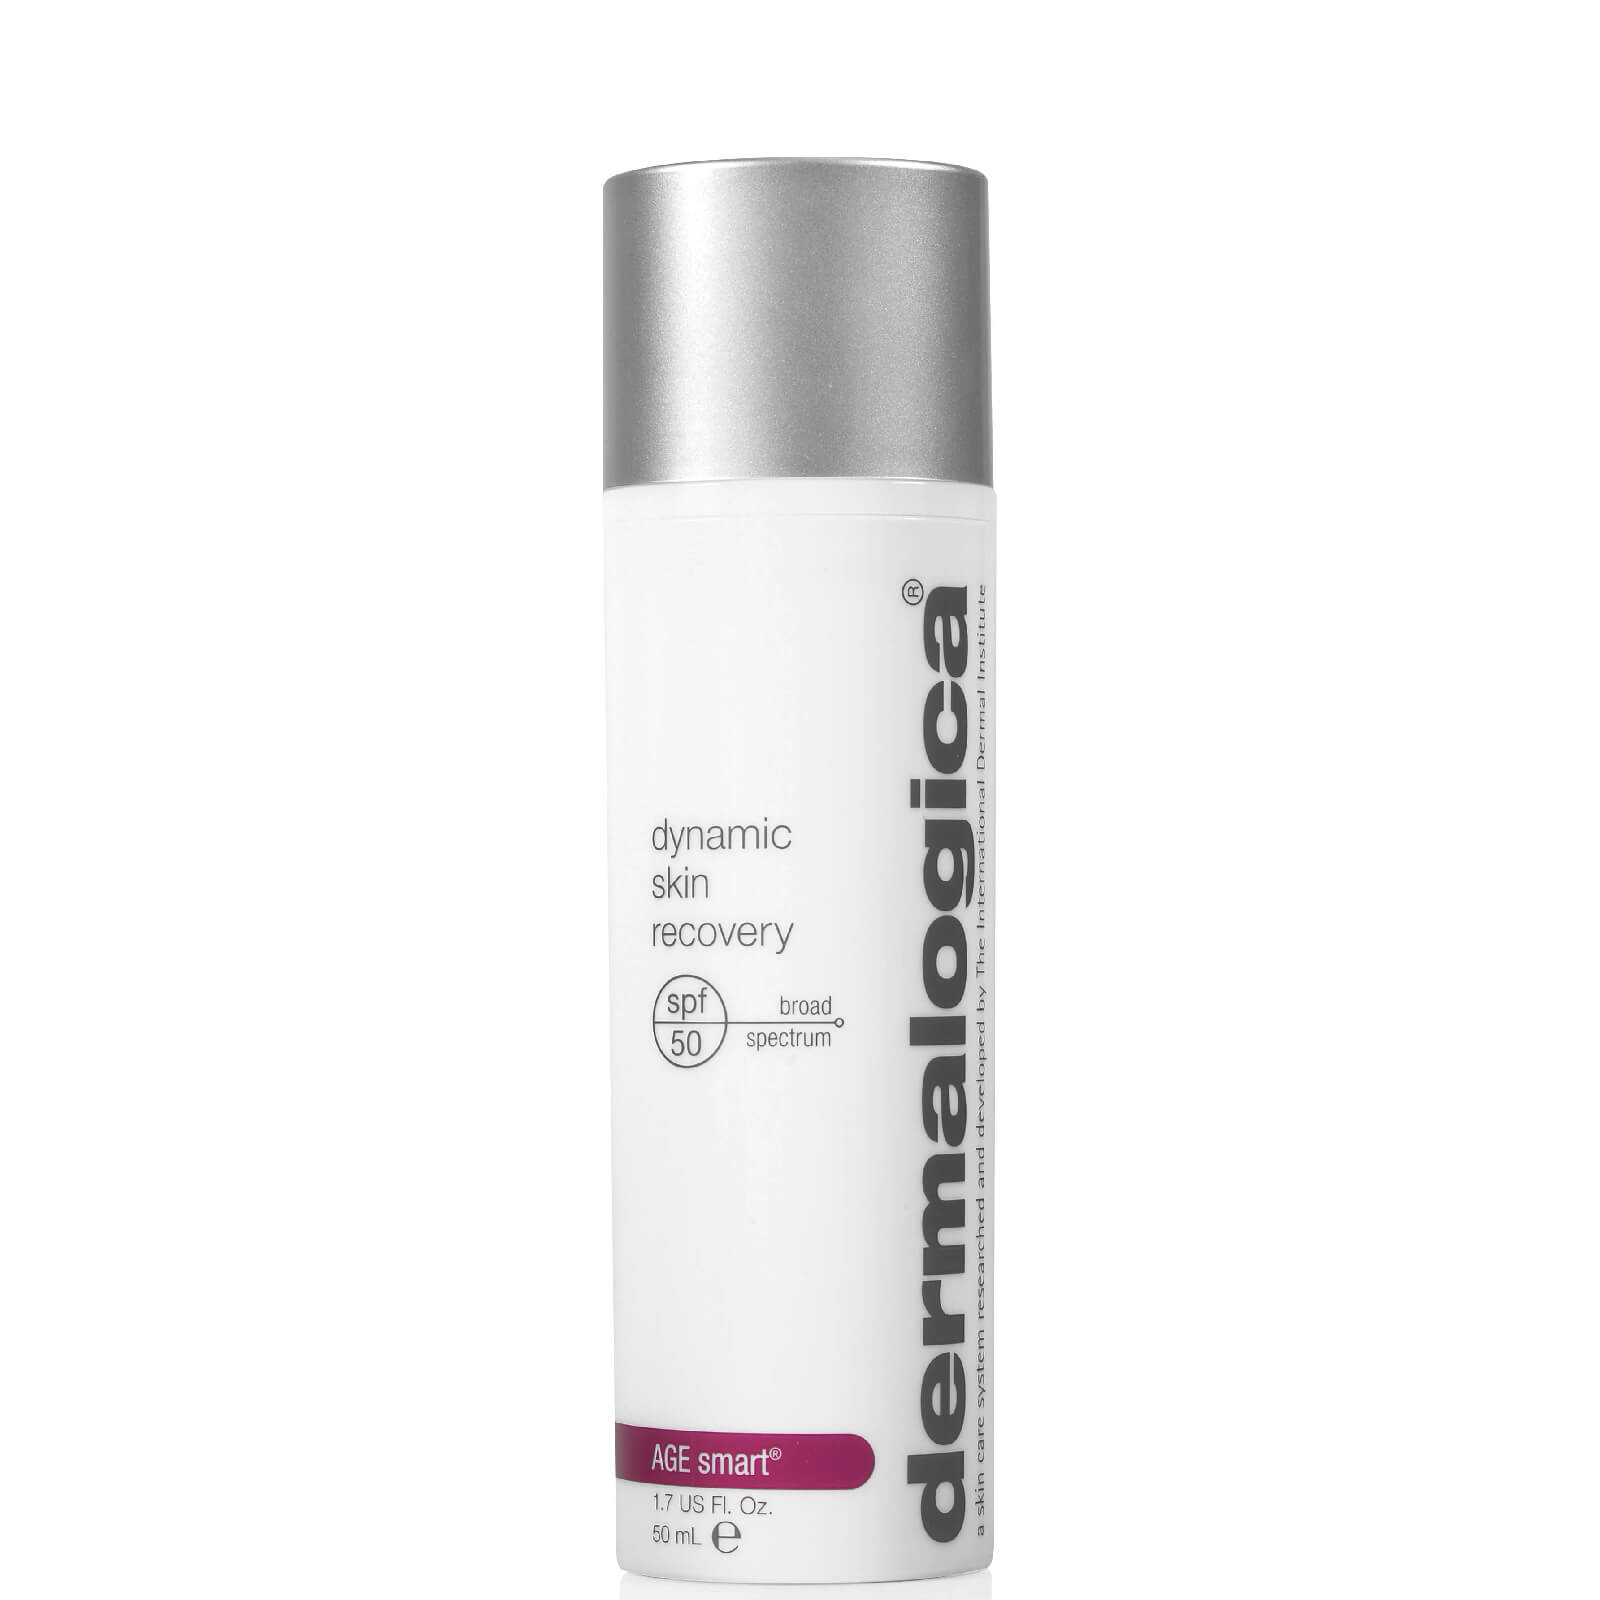 dynamic
skin
recovery
spf
50
broad
spectrum
AGE smart®
1.7 US Fl. Oz.
50 mL ℮
dermalogica®
a skin care system researched and developed by The International Dermal Institute